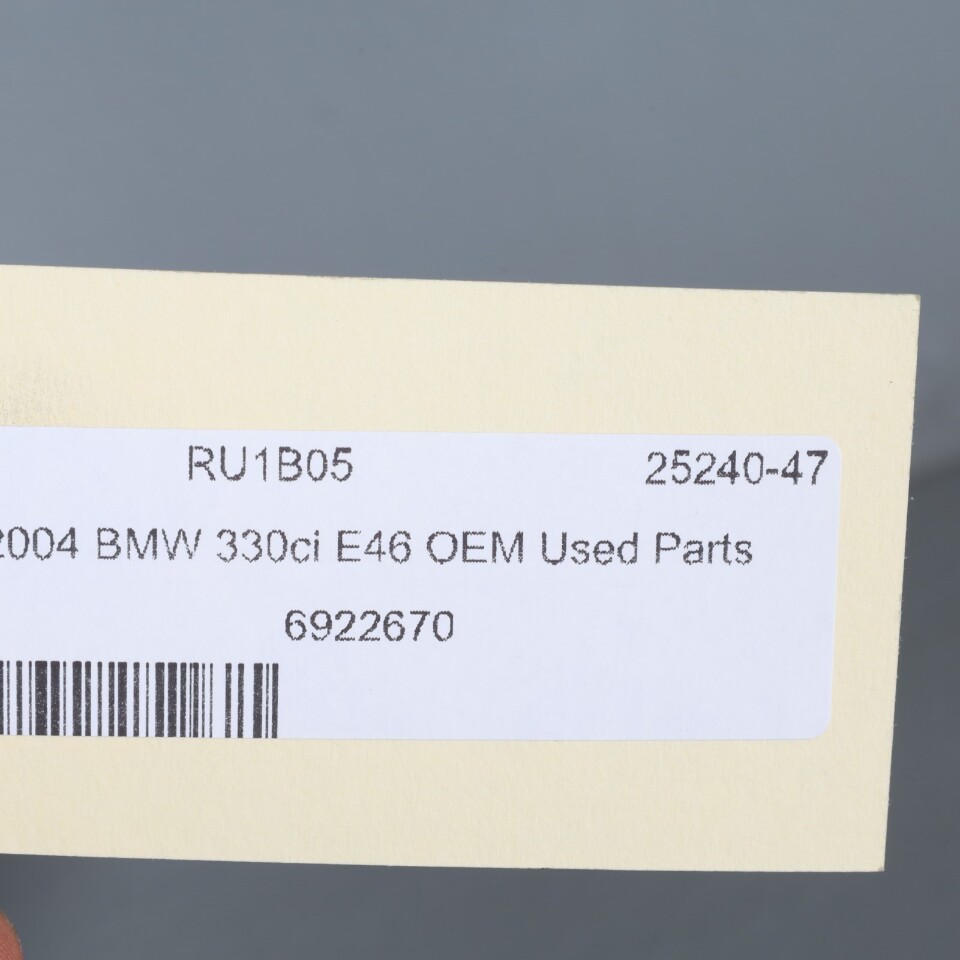 RU1B05 25240-47
2004 BMW 330ci E46 OEM Used Parts
6922670